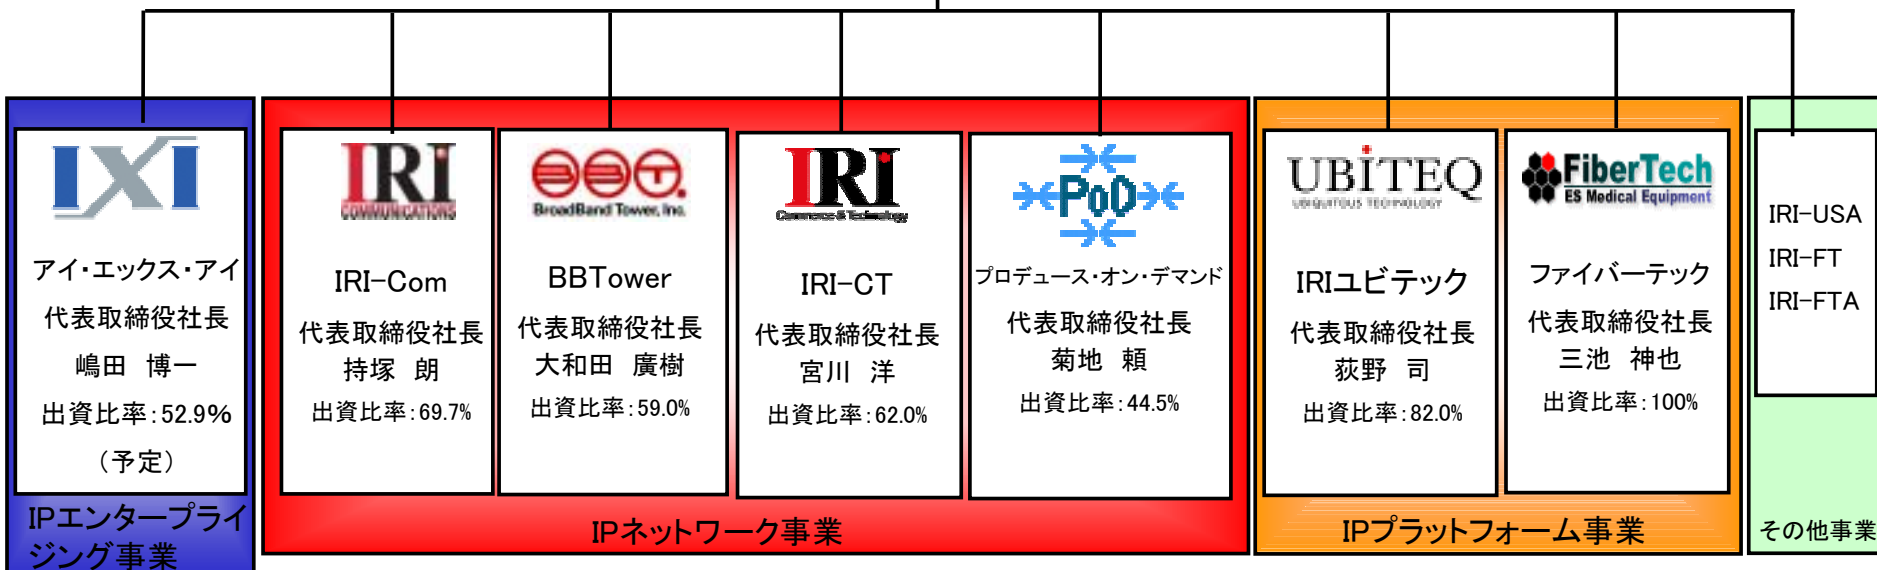 IXI
アイ・エックス・アイ
代表取締役社長
嶋田 博一
出資比率:52.9%
(予定)
IPエンタープライ
ジング事業
IRI
COMMUNICATIONS
IRI-Com
代表取締役社長
持塚 朗
出資比率:69.7%
BBT.
BroadBand Tower, Inc.
BBTower
代表取締役社長
大和田 廣樹
出資比率:59.0%
IRI
Commerce & Technology
IRI-CT
代表取締役社長
宮川 洋
出資比率:62.0%
PoD
プロデュース・オン・デマンド
代表取締役社長
菊地 頼
出資比率:44.5%
IPネットワーク事業
UBiTEQ
UBIQUITOUS TECHNOLOGY
IRIユビテック
代表取締役社長
荻野 司
出資比率:82.0%
FiberTech
ES Medical Equipment
ファイバーテック
代表取締役社長
三池 神也
出資比率:100%
IPプラットフォーム事業
IRI-USA
IRI-FT
IRI-FTA
その他事業